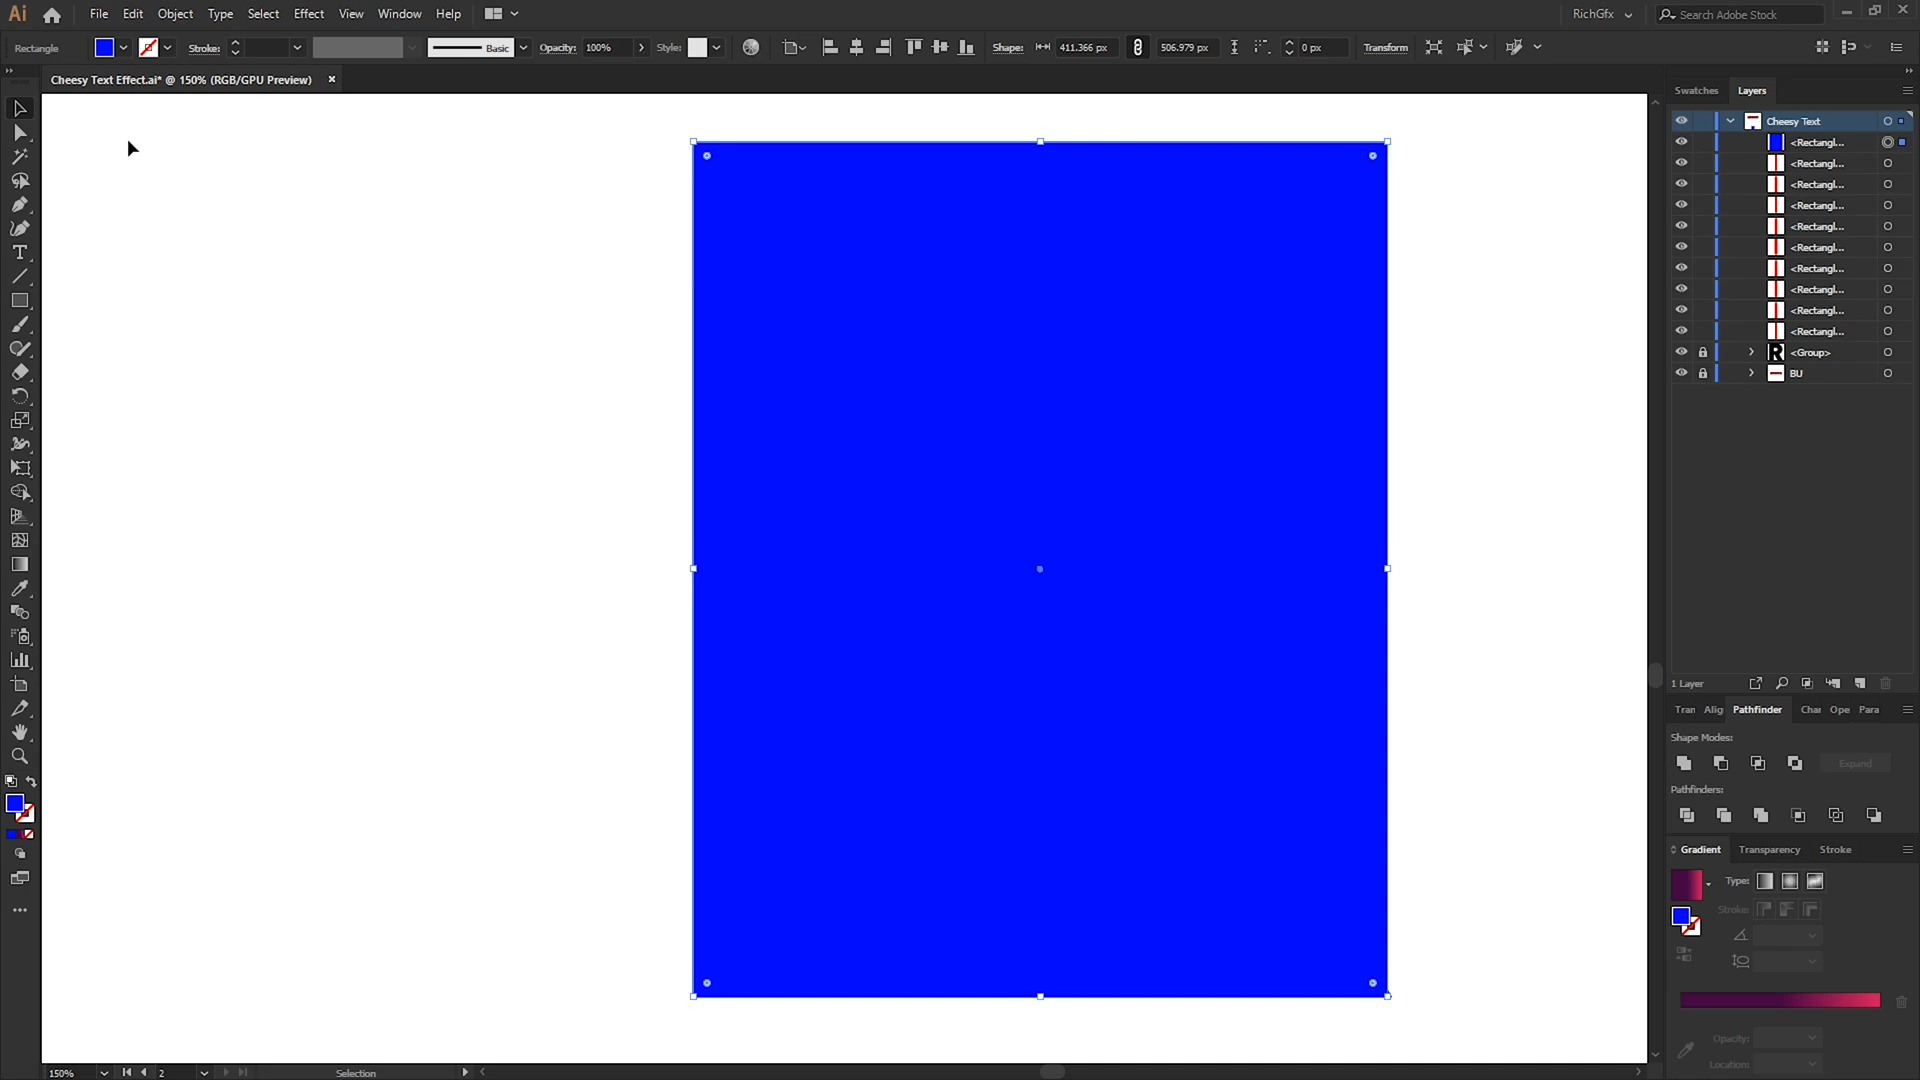 Ai File Edit Object Type Select Effect View Window Help RichGfx Search Adobe Stock
Rectangle Stroke: Basic Opacity: 100% Style: Shape: 411.366 px 506.979 px 0 px Transform
Cheesy Text Effect.ai* @ 150% (RGB/GPU Preview)
Swatches Layers
Cheesy Text
<Rectangl...
<Rectangl...
<Rectangl...
<Rectangl...
<Rectangl...
<Rectangl...
<Rectangl...
<Rectangl...
<Rectangl...
<Rectangl...
<Group>
BU
1 Layer
Tran Alig Pathfinder Char Ope Para
Shape Modes:
Expand
Pathfinders:
Gradient Transparency Stroke
Type:
Stroke:
Opacity:
Location:
150% 2 Selection